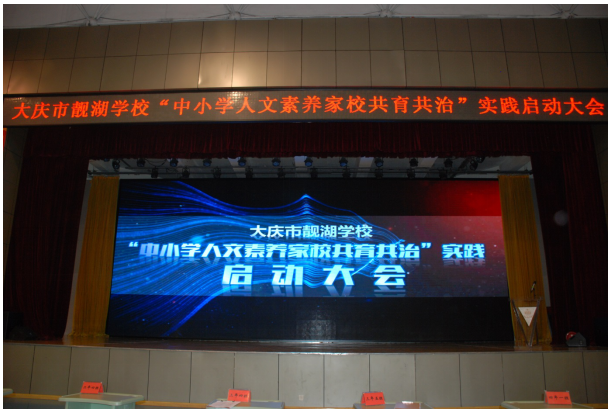 大庆市靓湖学校“中小学人文素养家校共育共治”实践启动大会
大庆市靓湖学校
“中小学人文素养家校共育共治”实践
启动大会